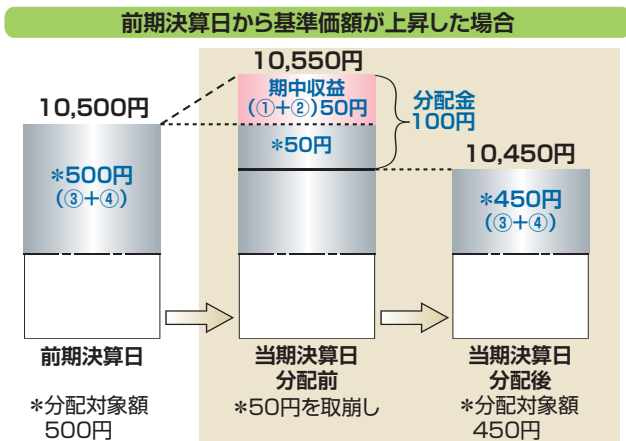 前期決算日から基準価額が上昇した場合
10,550円
期中収益
(①+②)50円
分配金
100円
10,500円
*50円
10,450円
*500円
(③+④)
*450円
(③+④)
前期決算日
当期決算日
分配前
当期決算日
分配後
*分配対象額
500円
*50円を取崩し
*分配対象額
450円